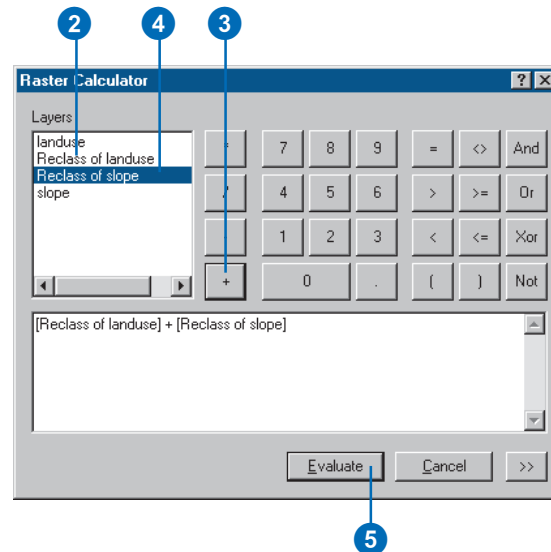 2 4 3
Raster Calculator ? X
Layers
landuse
Reclass of landuse
Reclass of slope
slope
* 7 8 9 = <> And
/ 4 5 6 > >= Or
- 1 2 3 < <= Xor
+ 0 . ( ) Not
[Reclass of landuse] + [Reclass of slope]
Evaluate Cancel >>
5